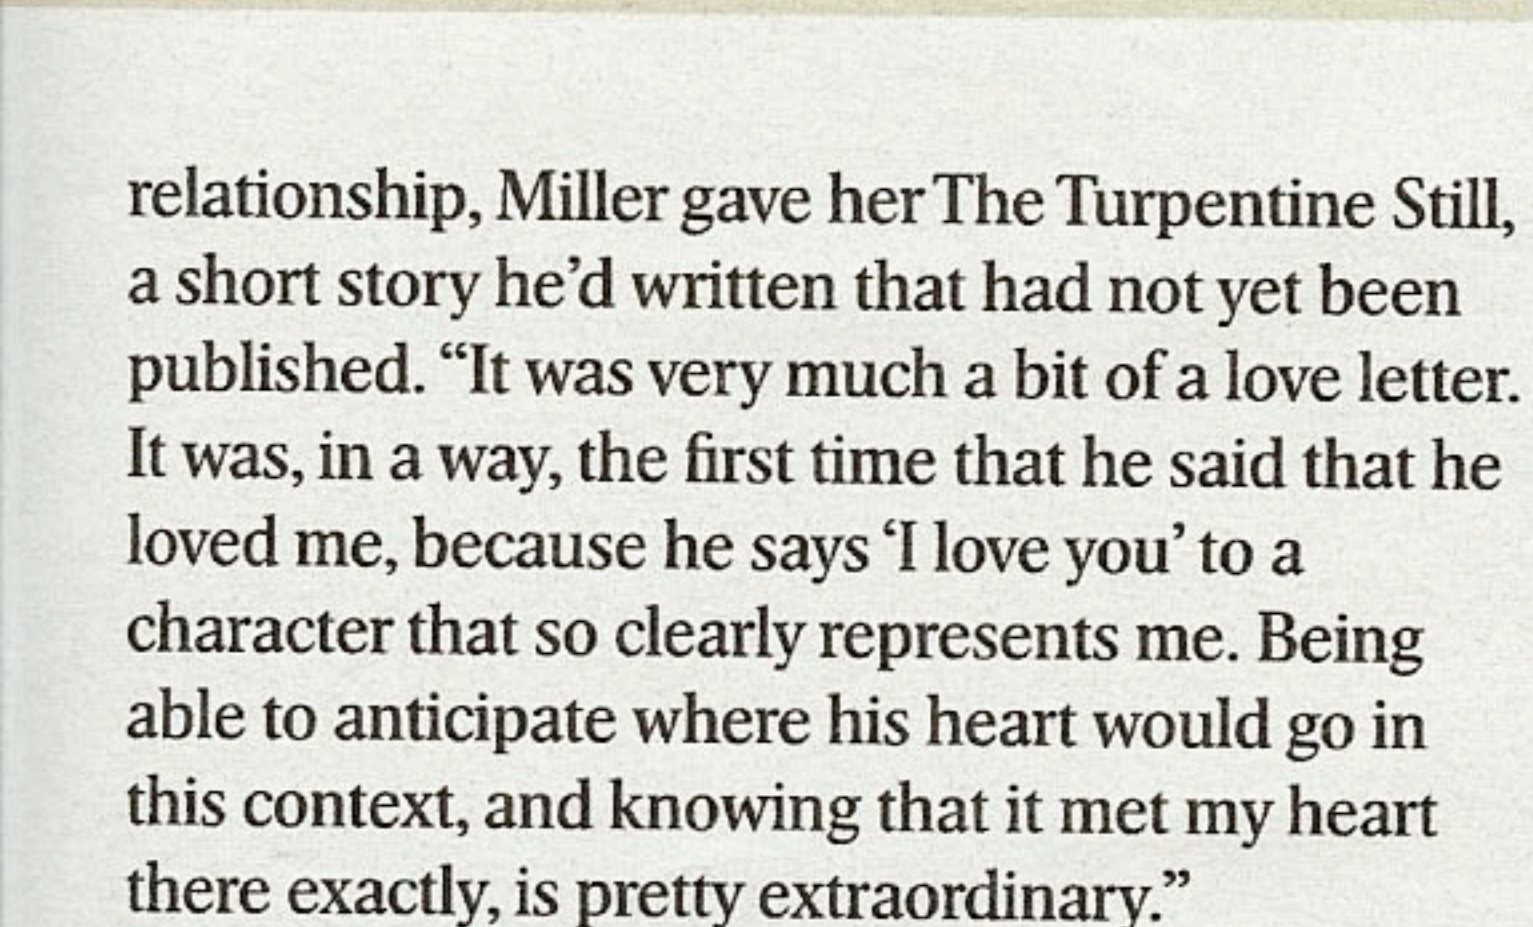 relationship, Miller gave her The Turpentine Still,
a short story he’d written that had not yet been
published. “It was very much a bit of a love letter.
It was, in a way, the first time that he said that he
loved me, because he says ‘I love you’ to a
character that so clearly represents me. Being
able to anticipate where his heart would go in
this context, and knowing that it met my heart
there exactly, is pretty extraordinary.”